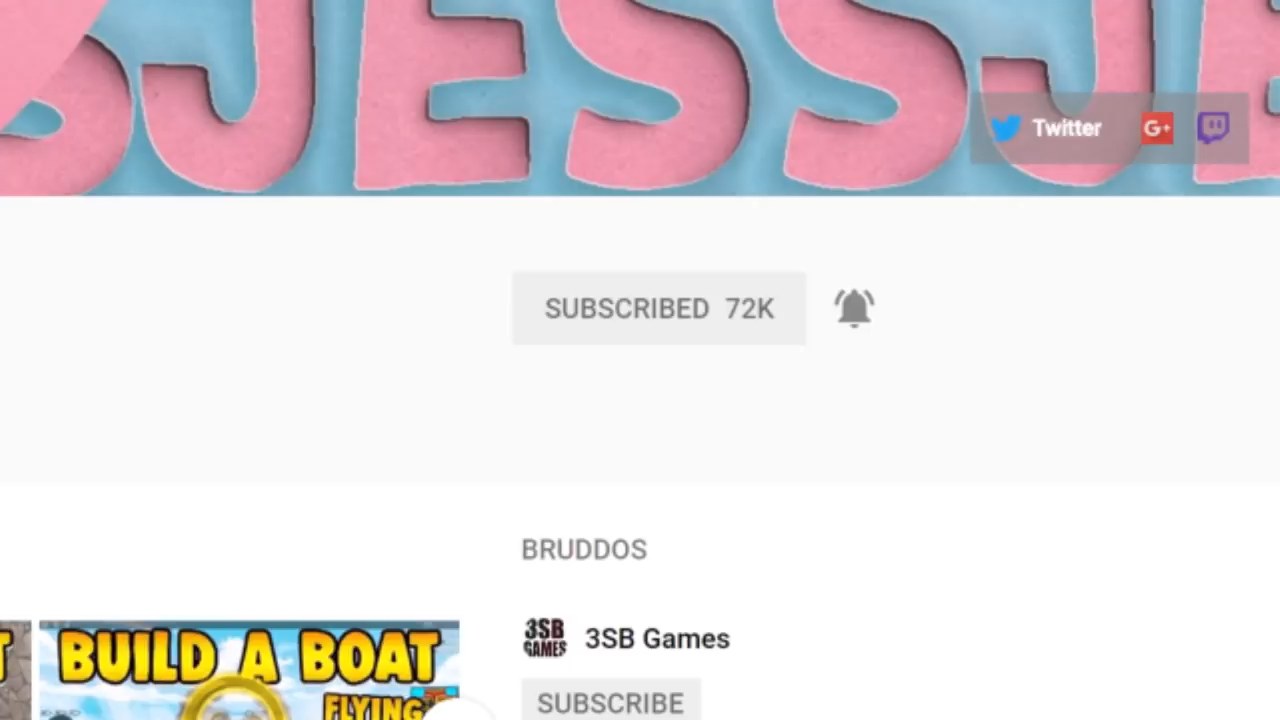 JESSJE
Twitter
G+
SUBSCRIBED 72K
BRUDDOS
3SB
GAMES
3SB Games
SUBSCRIBE
BUILD A BOAT
FLYING